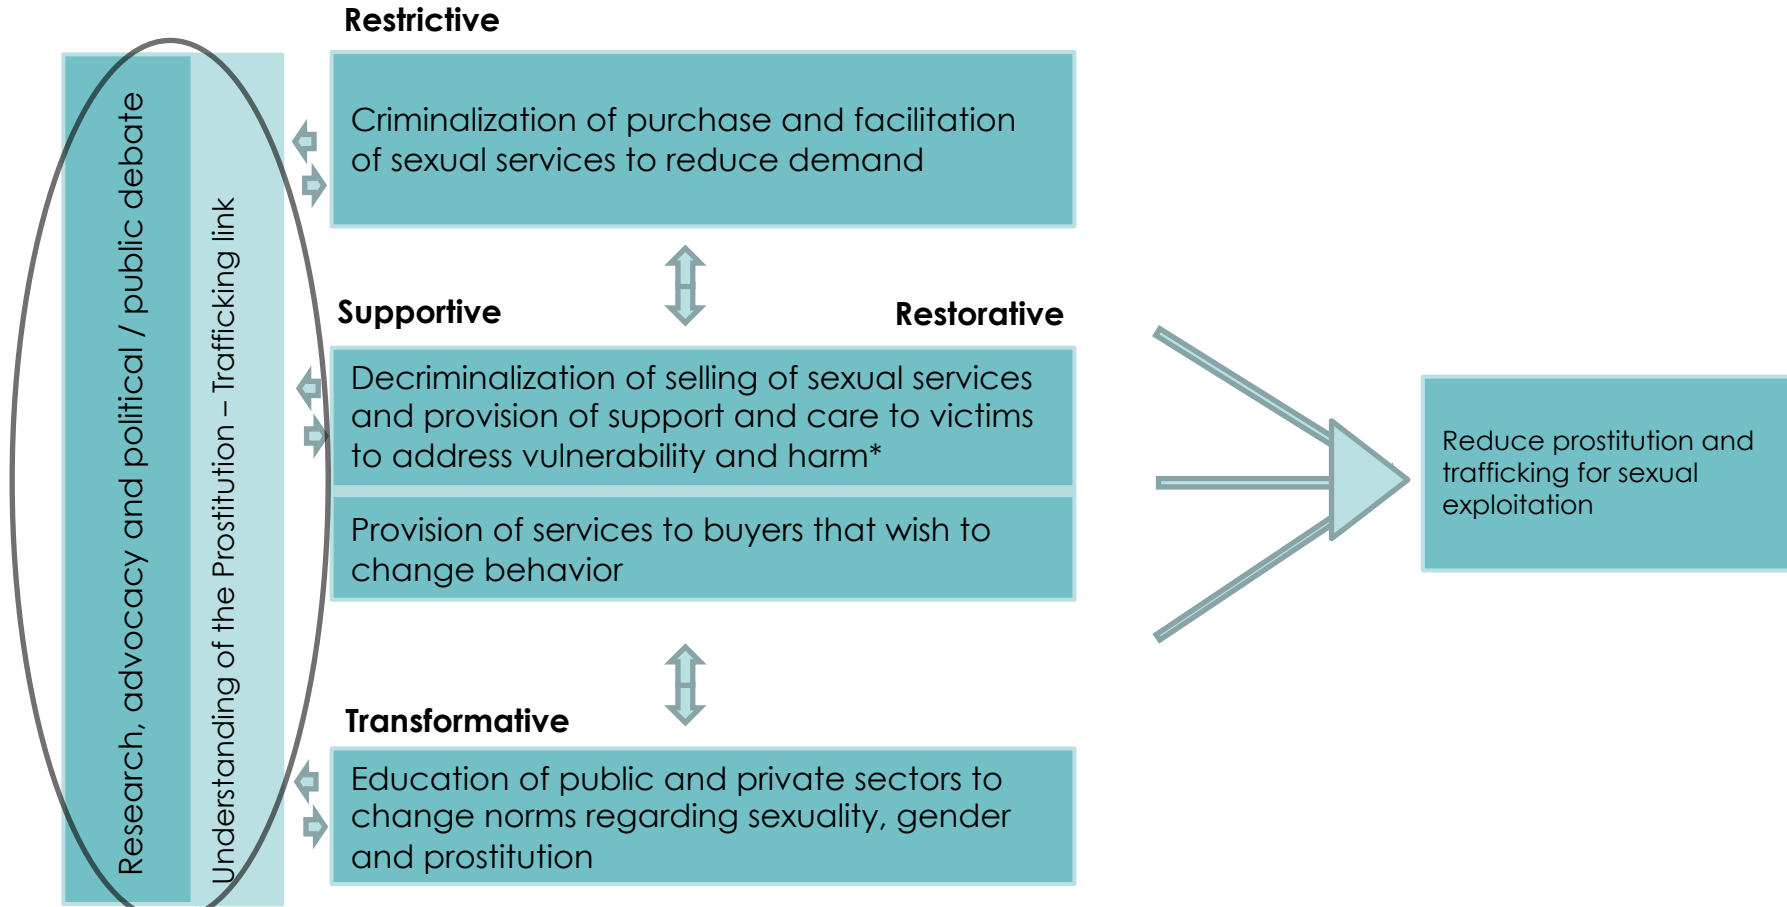 Research, advocacy and political / public debate
Understanding of the Prostitution – Trafficking link
Restrictive
Criminalization of purchase and facilitation
of sexual services to reduce demand
Supportive
Restorative
Decriminalization of selling of sexual services
and provision of support and care to victims
to address vulnerability and harm*
Provision of services to buyers that wish to
change behavior
Transformative
Education of public and private sectors to
change norms regarding sexuality, gender
and prostitution
Reduce prostitution and
trafficking for sexual
exploitation